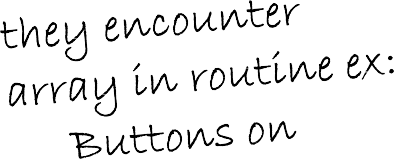 they encounter
array in routine ex:
Buttons on